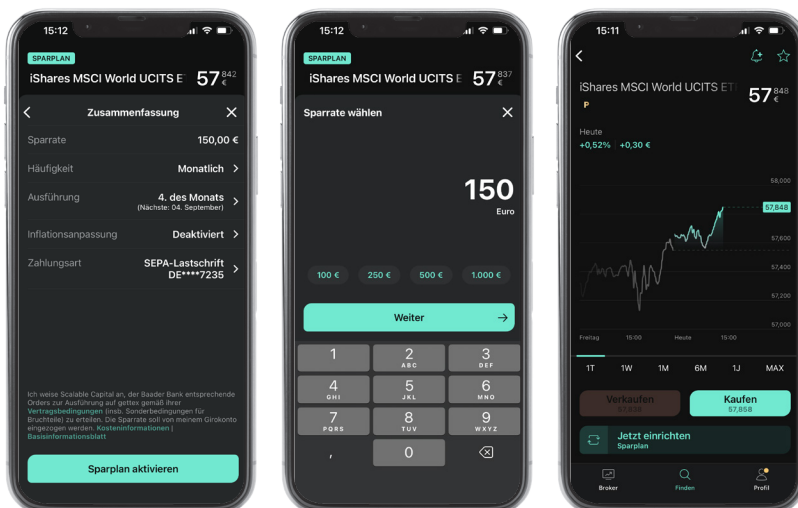 15:12
SPARPLAN
iShares MSCI World UCITS E
57 842 €
Zusammenfassung
Sparrate 150,00 €
Häufigkeit Monatlich
Ausführung 4. des Monats
(Nächste: 04. September)
Inflationsanpassung Deaktiviert
Zahlungsart SEPA-Lastschrift
DE****7235
Ich weise Scalable Capital an, der Baader Bank entsprechende
Orders zur Ausführung auf gettex gemäß ihrer
Vertragsbedingungen (insb. Sonderbedingungen für
Bruchteile) zu erteilen. Die Sparrate soll von meinem Girokonto
eingezogen werden. Kosteninformationen |
Basisinformationsblatt
Sparplan aktivieren
15:12
SPARPLAN
iShares MSCI World UCITS E
57 837 €
Sparrate wählen
150
Euro
100 € 250 € 500 € 1.000 €
Weiter
1 2 3
ABC DEF
4 5 6
GHI JKL MNO
7 8 9
PQRS TUV WXYZ
, 0
15:11
iShares MSCI World UCITS ET
57 848 €
P
Heute
+0,52% +0,30 €
58,000
57,848
57,600
57,400
57,200
57,000
Freitag 15:00 Heute 15:00
1T 1W 1M 6M 1J MAX
Verkaufen Kaufen
57,838 57,858
Jetzt einrichten
Sparplan
Broker Finden Profil